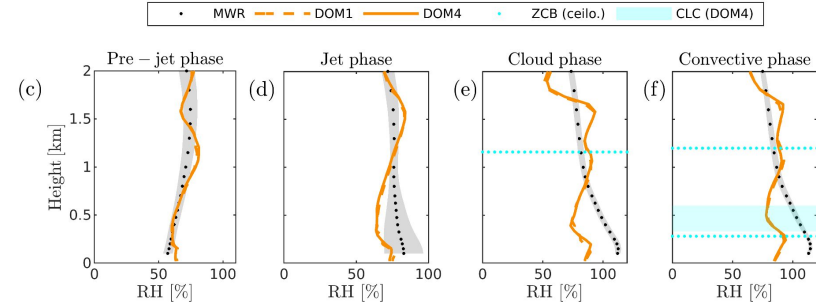 MWR DOM1 DOM4 ZCB (ceilo.) CLC (DOM4)
Pre − jet phase Jet phase Cloud phase Convective phase
(c) (d) (e) (f)
2
1.5
1
0.5
0
Height [km]
0 50 100 0 50 100 0 50 100 0 50 100
RH [%] RH [%] RH [%] RH [%]